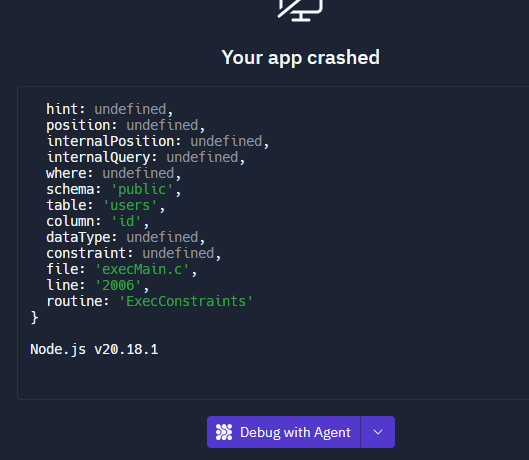 Your app crashed
hint: undefined,
position: undefined,
internalPosition: undefined,
internalQuery: undefined,
where: undefined,
schema: 'public',
table: 'users',
column: 'id',
dataType: undefined,
constraint: undefined,
file: 'execMain.c',
line: '2006',
routine: 'ExecConstraints'
}
Node.js v20.18.1
Debug with Agent